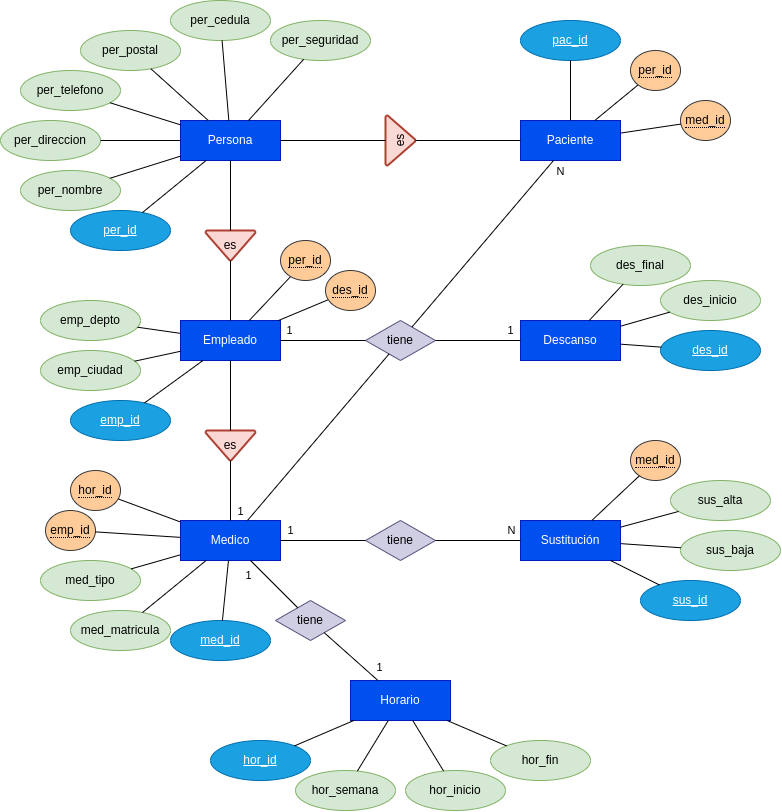 per_cedula
per_postal
per_seguridad
pac_id
per_telefono
per_id
med_id
per_direccion
Persona
es
Paciente
N
per_nombre
per_id
es
per_id
des_id
des_final
des_inicio
emp_depto
Empleado
1
tiene
1
Descanso
des_id
emp_ciudad
emp_id
es
med_id
hor_id
sus_alta
1
emp_id
Medico
1
tiene
N
Sustitución
sus_baja
med_tipo
1
sus_id
med_matricula
med_id
tiene
1
Horario
hor_id
hor_fin
hor_semana
hor_inicio